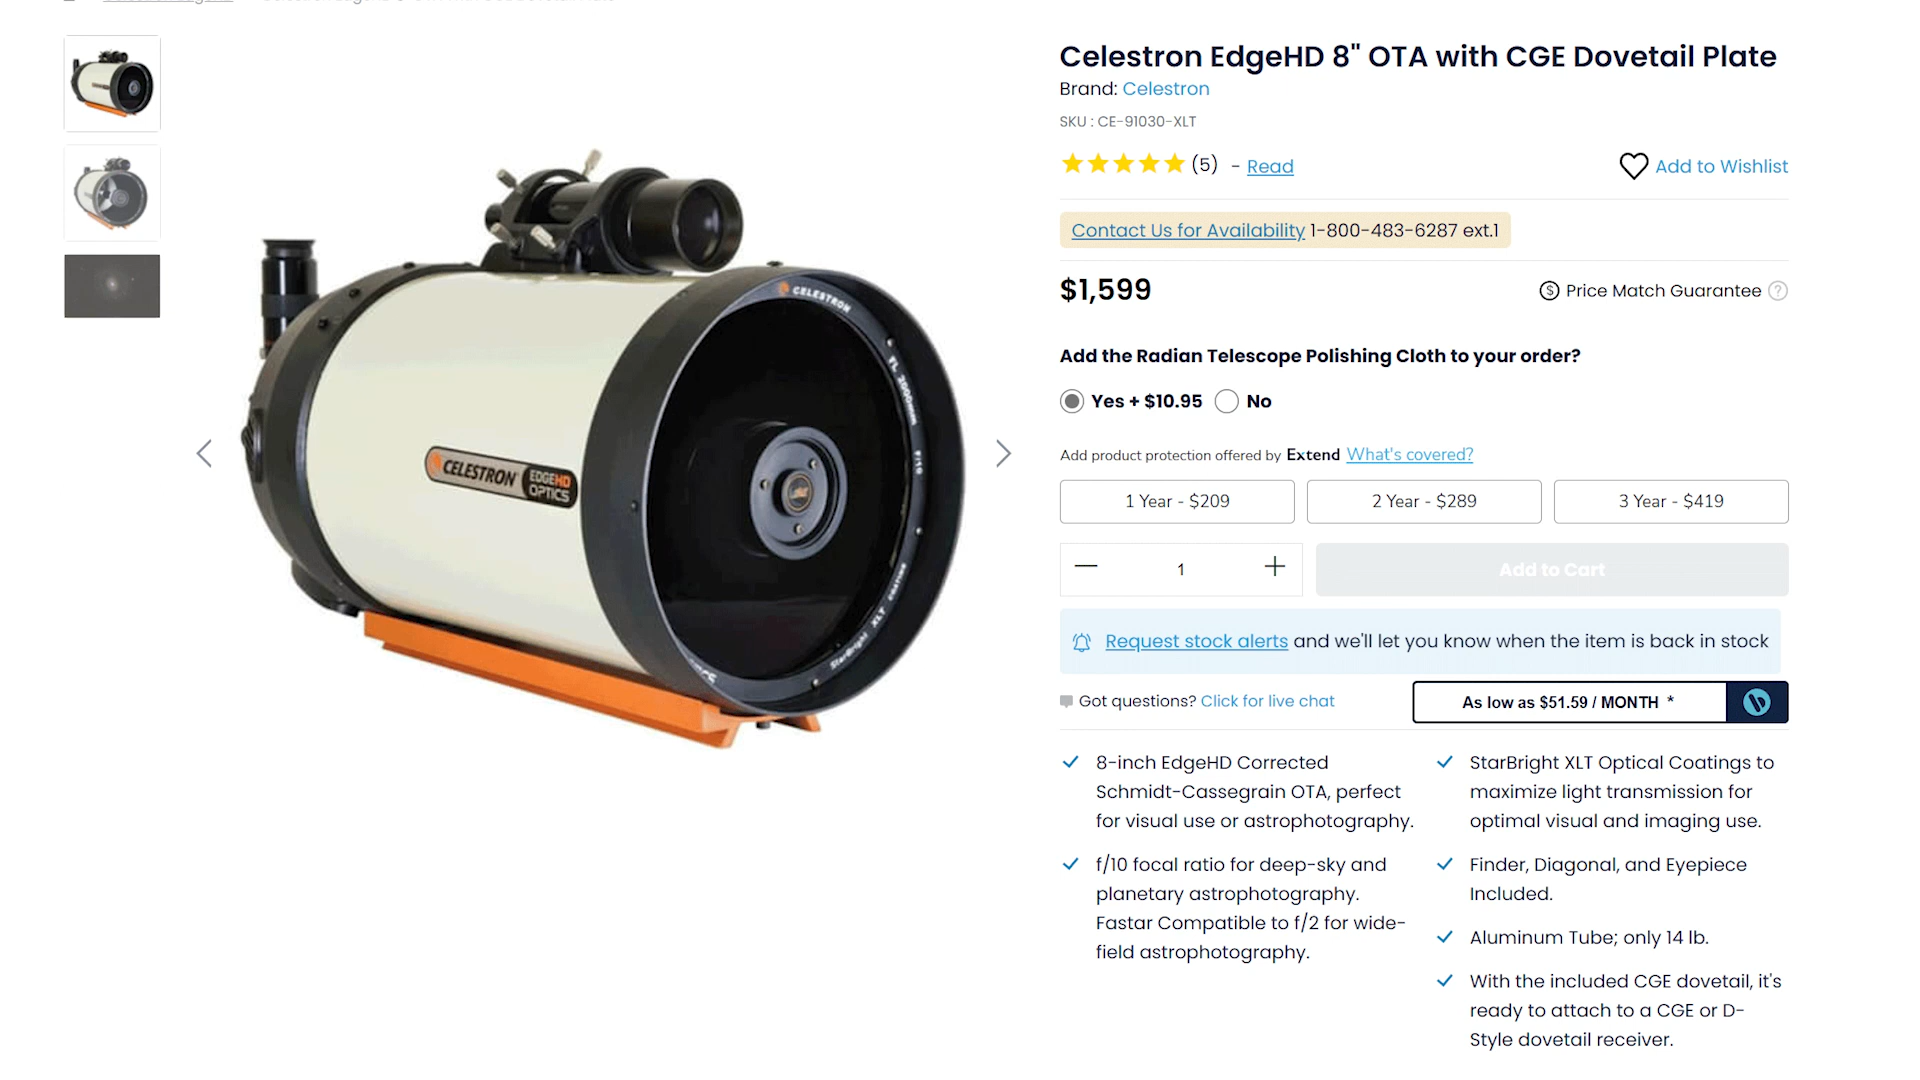 Celestron EdgeHD 8" OTA with CGE Dovetail Plate
Brand: Celestron
SKU : CE-91030-XLT
(5) - Read
Add to Wishlist
Contact Us for Availability 1-800-483-6287 ext.1
$1,599
Price Match Guarantee ?
Add the Radian Telescope Polishing Cloth to your order?
Yes + $10.95 No
Add product protection offered by Extend What's covered?
1 Year - $209
2 Year - $289
3 Year - $419
— 1 +
Add to Cart
Request stock alerts and we'll let you know when the item is back in stock
Got questions? Click for live chat
As low as $51.59 / MONTH *
8-inch EdgeHD Corrected
Schmidt-Cassegrain OTA, perfect
for visual use or astrophotography.
f/10 focal ratio for deep-sky and
planetary astrophotography.
Fastar Compatible to f/2 for wide-
field astrophotography.
StarBright XLT Optical Coatings to
maximize light transmission for
optimal visual and imaging use.
Finder, Diagonal, and Eyepiece
Included.
Aluminum Tube; only 14 lb.
With the included CGE dovetail, it's
ready to attach to a CGE or D-
Style dovetail receiver.
CELESTRON
FL 2000mm
F/10
StarBright XLT COATING
CELESTRON EDGEHD
OPTICS